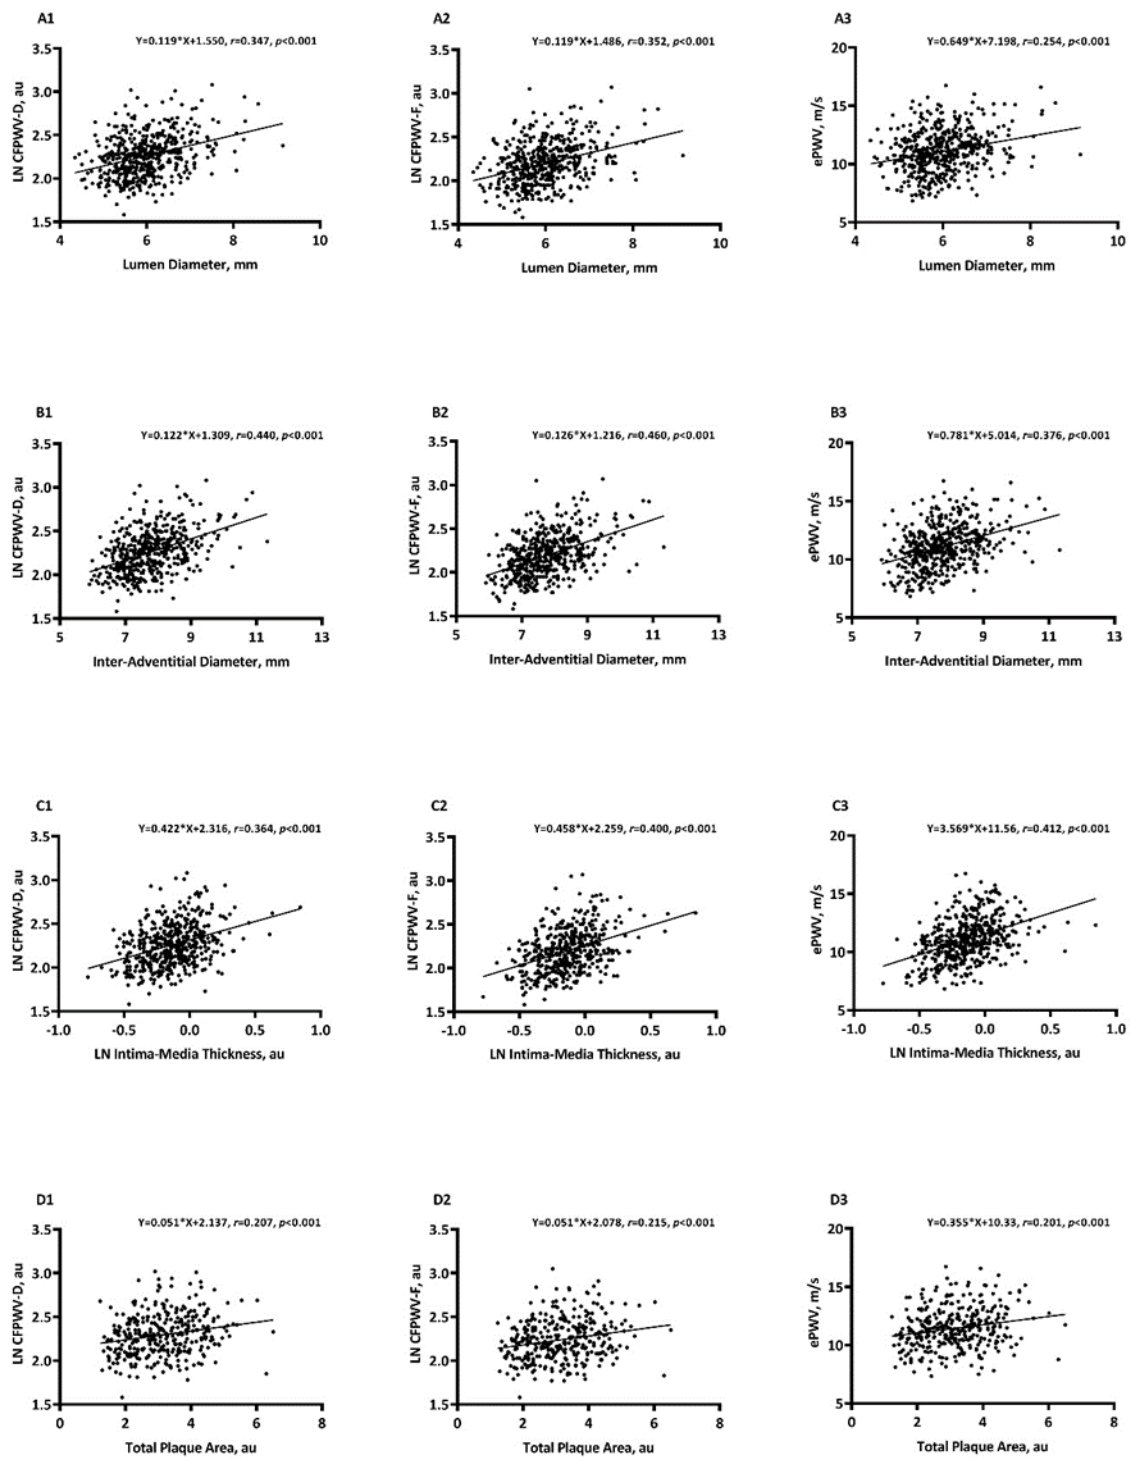 A1
Y=0.119*X+1.550, r=0.347, p<0.001
LN CFPWV-D, au
3.5
3.0
2.5
2.0
1.5
4 6 8 10
Lumen Diameter, mm
A2
Y=0.119*X+1.486, r=0.352, p<0.001
LN CFPWV-F, au
3.5
3.0
2.5
2.0
1.5
4 6 8 10
Lumen Diameter, mm
A3
Y=0.649*X+7.198, r=0.254, p<0.001
ePWV, m/s
20
15
10
5
4 6 8 10
Lumen Diameter, mm
B1
Y=0.122*X+1.309, r=0.440, p<0.001
LN CFPWV-D, au
3.5
3.0
2.5
2.0
1.5
5 7 9 11 13
Inter-Adventitial Diameter, mm
B2
Y=0.126*X+1.216, r=0.460, p<0.001
LN CFPWV-F, au
3.5
3.0
2.5
2.0
1.5
5 7 9 11 13
Inter-Adventitial Diameter, mm
B3
Y=0.781*X+5.014, r=0.376, p<0.001
ePWV, m/s
20
15
10
5
5 7 9 11 13
Inter-Adventitial Diameter, mm
C1
Y=0.422*X+2.316, r=0.364, p<0.001
LN CFPWV-D, au
3.5
3.0
2.5
2.0
1.5
-1.0 -0.5 0.0 0.5 1.0
LN Intima-Media Thickness, au
C2
Y=0.458*X+2.259, r=0.400, p<0.001
LN CFPWV-F, au
3.5
3.0
2.5
2.0
1.5
-1.0 -0.5 0.0 0.5 1.0
LN Intima-Media Thickness, au
C3
Y=3.569*X+11.56, r=0.412, p<0.001
ePWV, m/s
20
15
10
5
-1.0 -0.5 0.0 0.5 1.0
LN Intima-Media Thickness, au
D1
Y=0.051*X+2.137, r=0.207, p<0.001
LN CFPWV-D, au
3.5
3.0
2.5
2.0
1.5
0 2 4 6 8
Total Plaque Area, au
D2
Y=0.051*X+2.078, r=0.215, p<0.001
LN CFPWV-F, au
3.5
3.0
2.5
2.0
1.5
0 2 4 6 8
Total Plaque Area, au
D3
Y=0.355*X+10.33, r=0.201, p<0.001
ePWV, m/s
20
15
10
5
0 2 4 6 8
Total Plaque Area, au